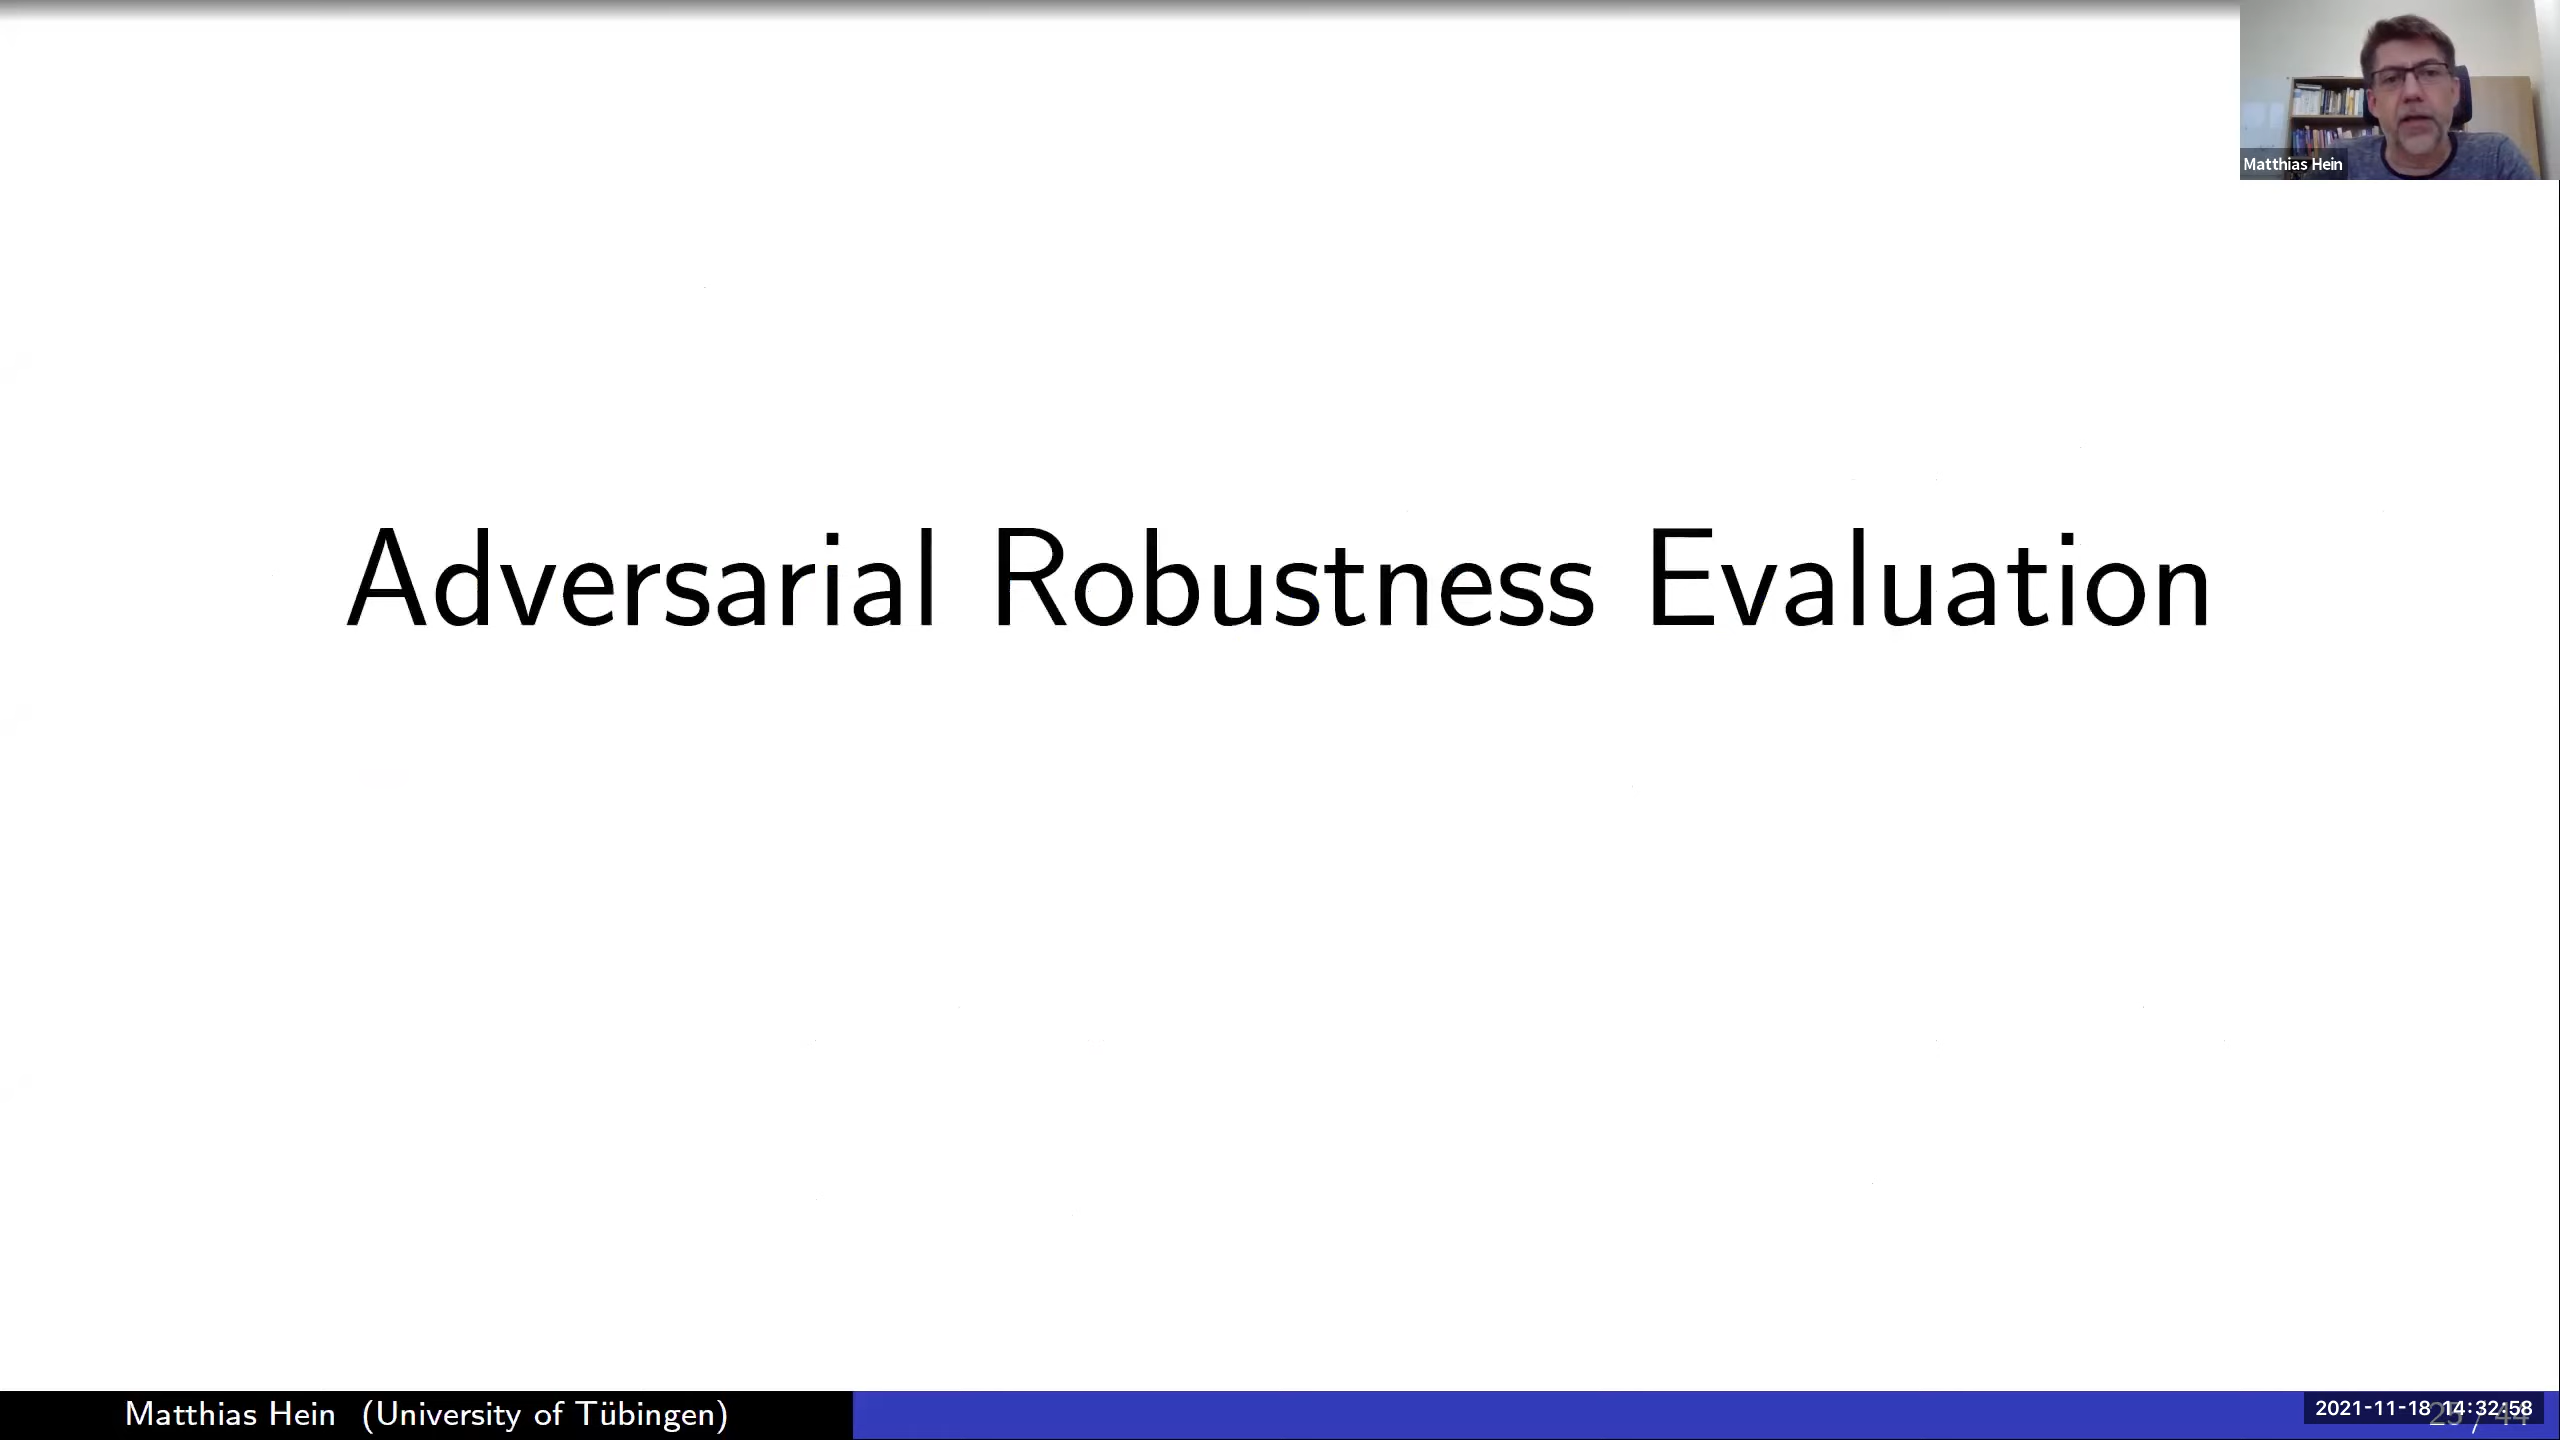 Matthias Hein
Adversarial Robustness Evaluation
Matthias Hein (University of Tübingen)
2021-11-18 14:32:58